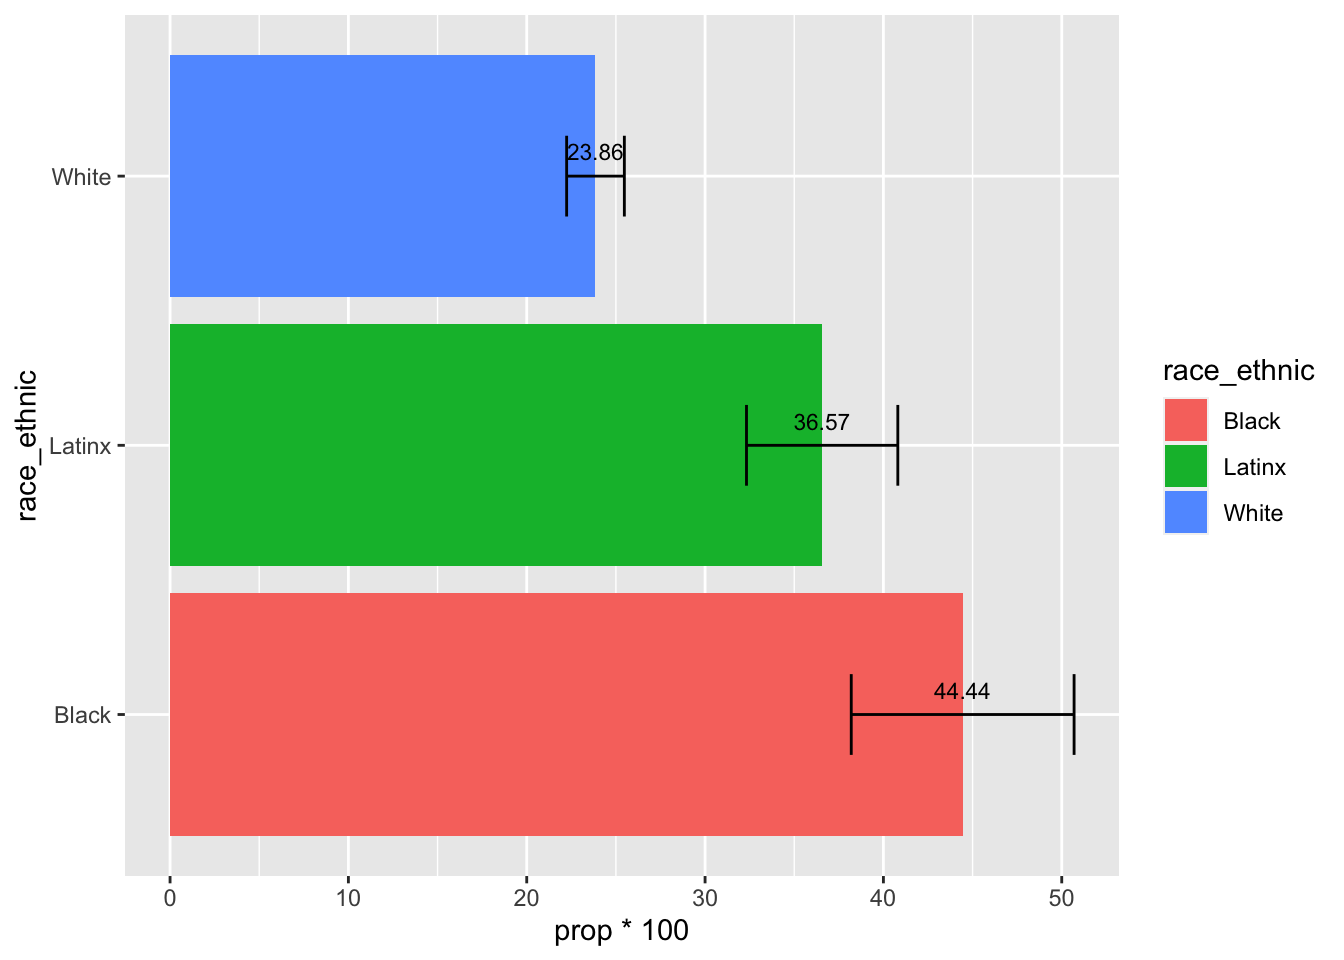 White
23.86
Latinx
36.57
Black
44.44
race_ethnic
0 10 20 30 40 50
prop * 100
race_ethnic
Black
Latinx
White